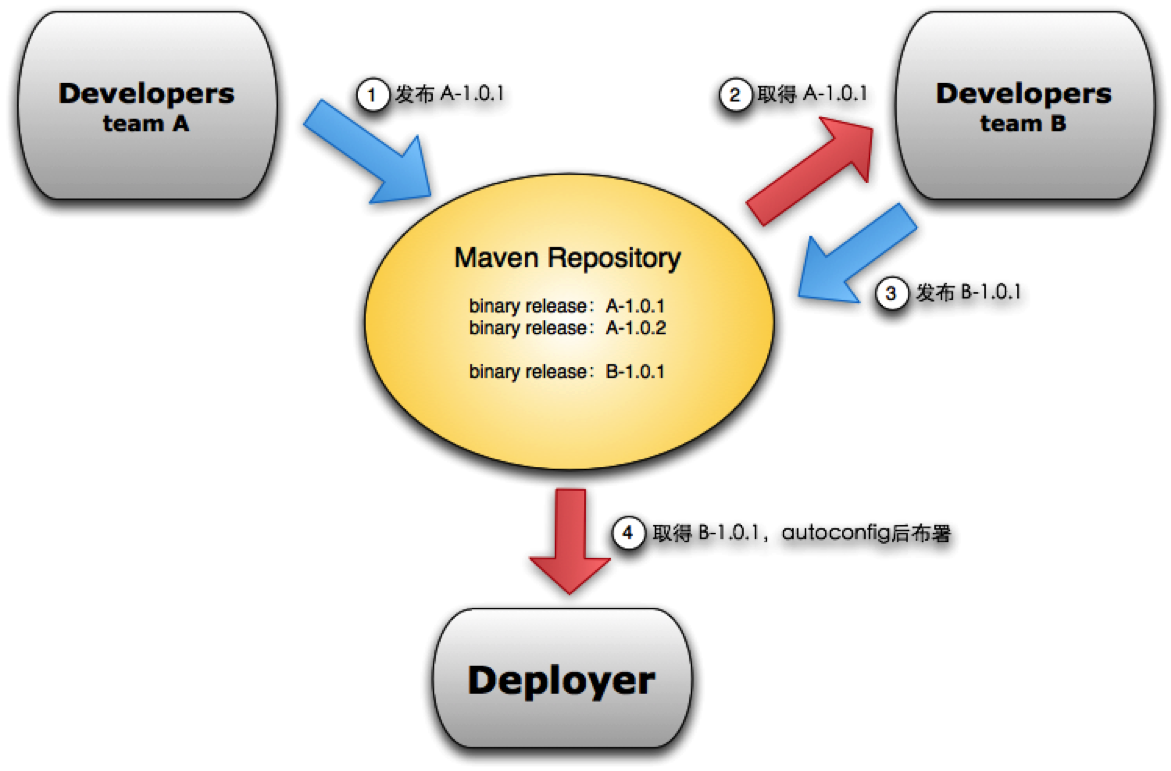 Developers
team A
1 发布 A-1.0.1
2 取得 A-1.0.1
Developers
team B
Maven Repository
binary release：A-1.0.1
binary release：A-1.0.2
binary release：B-1.0.1
3 发布 B-1.0.1
4 取得 B-1.0.1，autoconfig后布署
Deployer